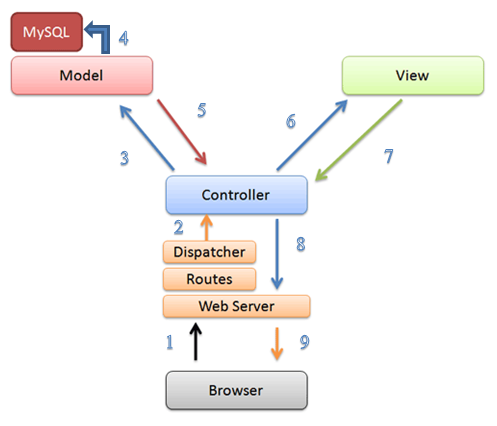 MySQL
4
Model
View
5
6
3
7
Controller
2
8
Dispatcher
Routes
Web Server
1
9
Browser